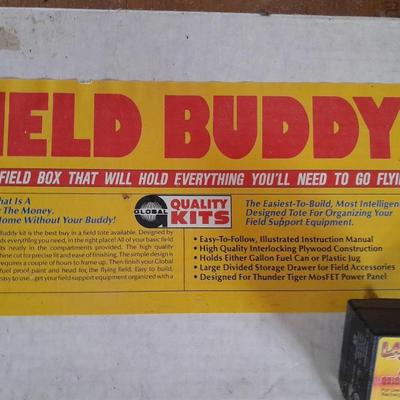 IELD BUDDY
FIELD BOX THAT WILL HOLD EVERYTHING YOU'LL NEED TO GO FLYI
hat Is A
The Money.
Home Without Your Buddy!
GLOBAL
QUALITY
KITS
The Easiest-To-Build, Most Intellige
Designed Tote For Organizing Your
Field Support Equipment.
Buddy kit is the best buy in a field tote available. Designed by
ds everything you need, in the right place! All of your basic field
its neatly in the compartments provided. The high quality
hine cut for precise fit and ease of finishing. The simple design is
requires a couple of hours to frame up. Then finish your Global
fuel proof paint and head for the flying field. Easy to build,
easy to use, get your field support equipment organized with a
• Easy-To-Follow, Illustrated Instruction Manual
• High Quality Interlocking Plywood Construction
• Holds Either Gallon Fuel Can or Plastic Jug
• Large Divided Storage Drawer for Field Accessories
• Designed For Thunder Tiger MosFET Power Panel